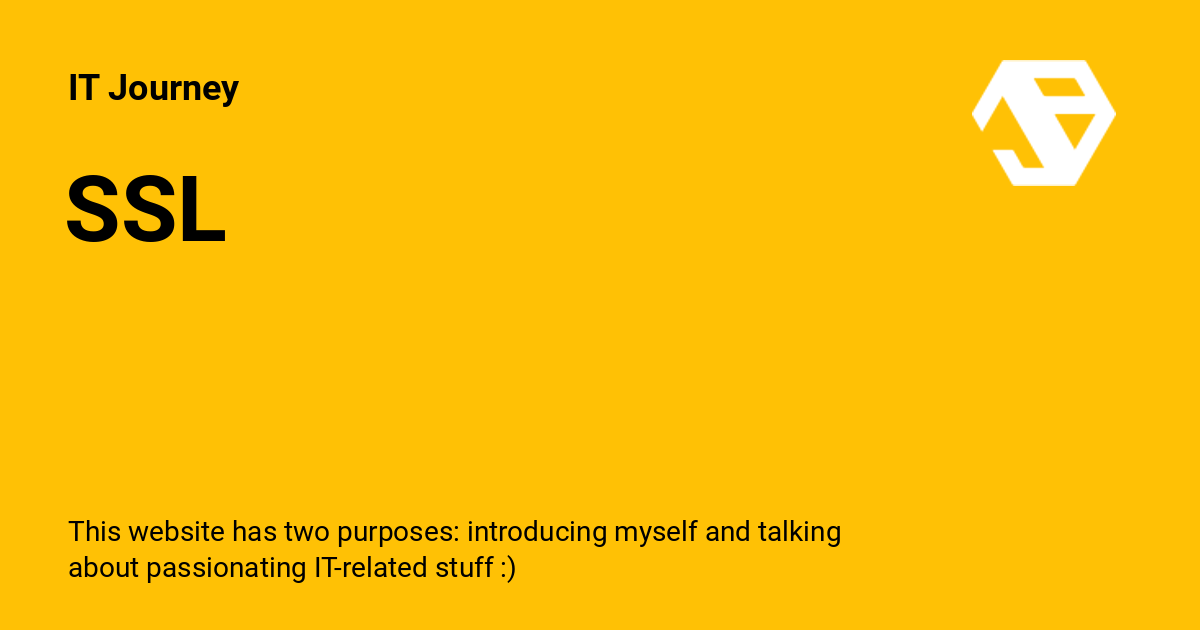 IT Journey
SSL
This website has two purposes: introducing myself and talking
about passionating IT-related stuff :)